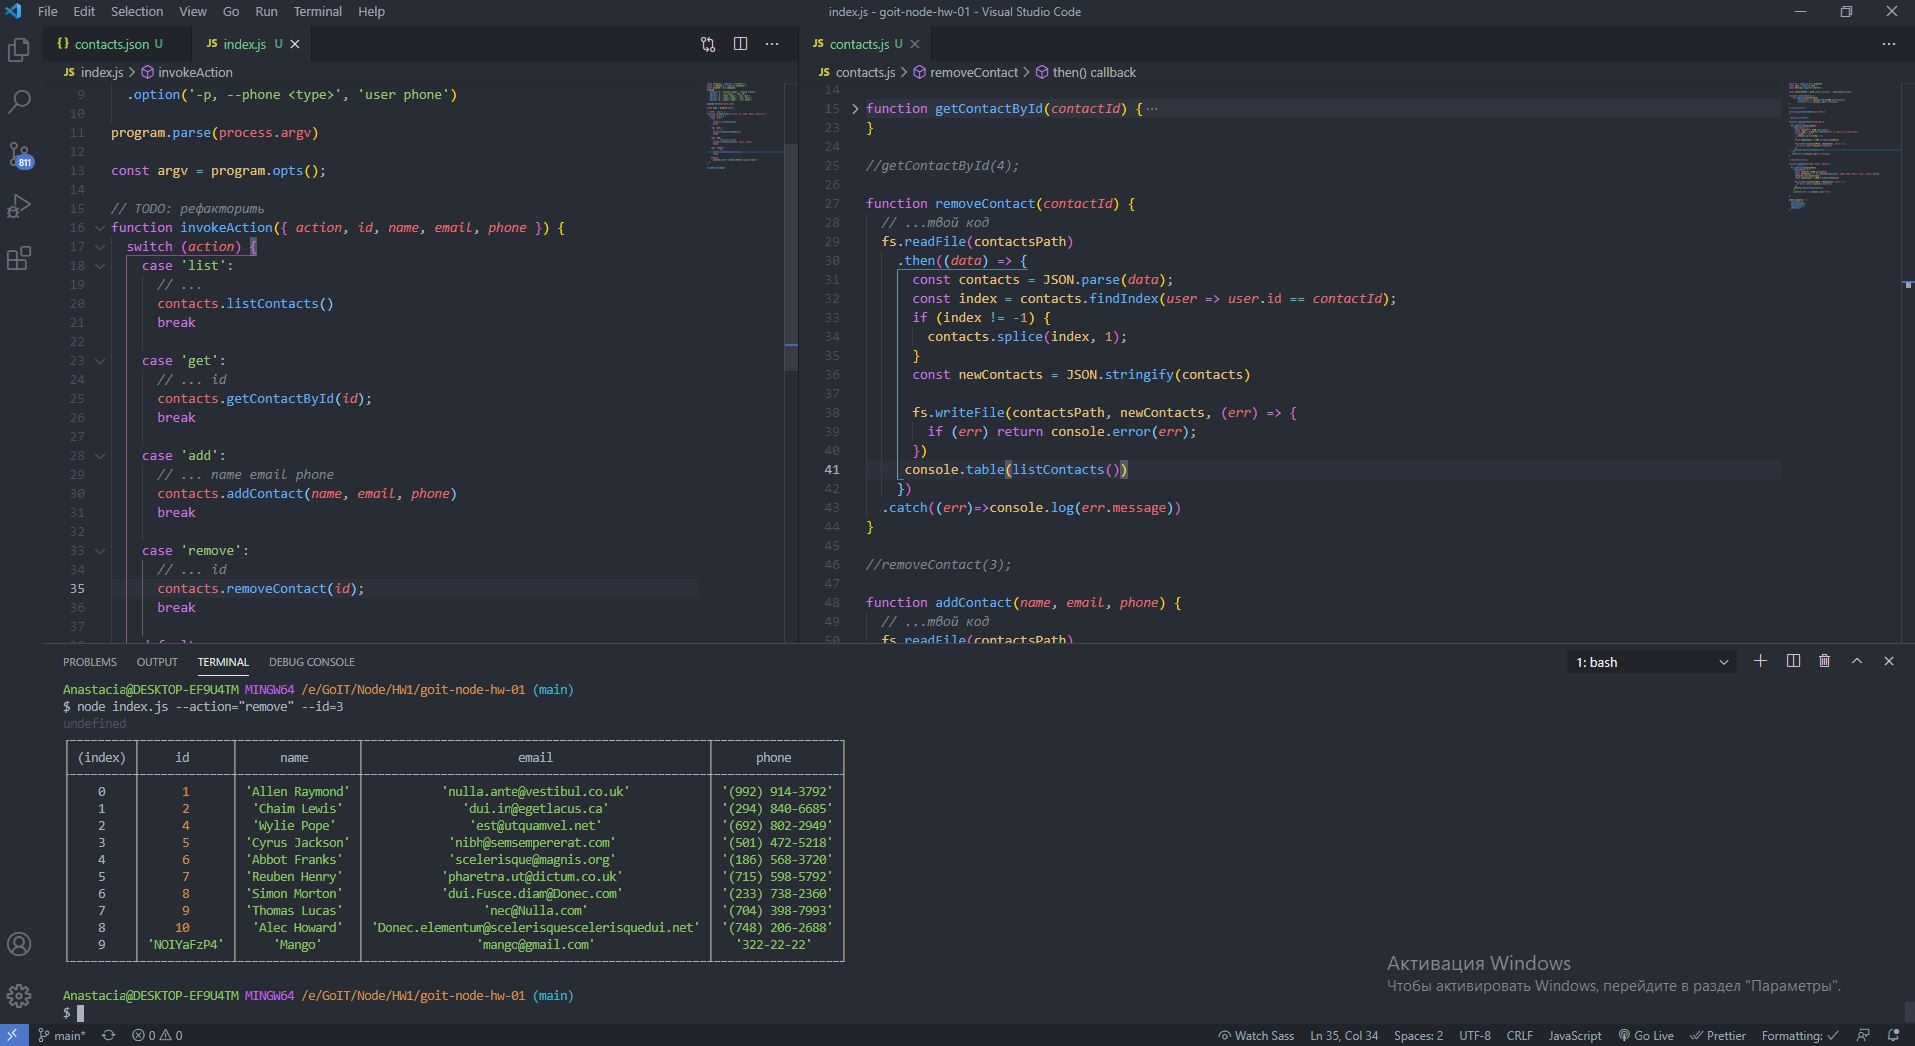 File Edit Selection View Go Run Terminal Help
index.js - goit-node-hw-01 - Visual Studio Code
{} contacts.json U
JS index.js U
JS index.js > invokeAction
9 .option('-p, --phone <type>', 'user phone')
10
11 program.parse(process.argv)
12
13 const argv = program.opts();
14
15 // TODO: рефакторить
16 function invokeAction({ action, id, name, email, phone }) {
17 switch (action) {
18 case 'list':
19 // ...
20 contacts.listContacts()
21 break
22
23 case 'get':
24 // ... id
25 contacts.getContactById(id);
26 break
27
28 case 'add':
29 // ... name email phone
30 contacts.addContact(name, email, phone)
31 break
32
33 case 'remove':
34 // ... id
35 contacts.removeContact(id);
36 break
37
JS contacts.js U
JS contacts.js > removeContact > then() callback
14
15 function getContactById(contactId) { ...
23 }
24
25 //getContactById(4);
26
27 function removeContact(contactId) {
28 // ...твой код
29 fs.readFile(contactsPath)
30 .then((data) => {
31 const contacts = JSON.parse(data);
32 const index = contacts.findIndex(user => user.id == contactId);
33 if (index != -1) {
34 contacts.splice(index, 1);
35 }
36 const newContacts = JSON.stringify(contacts)
37
38 fs.writeFile(contactsPath, newContacts, (err) => {
39 if (err) return console.error(err);
40 })
41 console.table(listContacts())
42 })
43 .catch((err)=>console.log(err.message))
44 }
45
46 //removeContact(3);
47
48 function addContact(name, email, phone) {
49 // ...твой код
50 fs.readFile(contactsPath)
811
PROBLEMS OUTPUT TERMINAL DEBUG CONSOLE
1: bash
Anastacia@DESKTOP-EF9U4TM MINGW64 /e/GoIT/Node/HW1/goit-node-hw-01 (main)
$ node index.js --action="remove" --id=3
undefined
(index) id name email phone
0 1 'Allen Raymond' 'nulla.ante@vestibul.co.uk' '(992) 914-3792'
1 2 'Chaim Lewis' 'dui.in@egetlacus.ca' '(294) 840-6685'
2 4 'Wylie Pope' 'est@utquamvel.net' '(692) 802-2949'
3 5 'Cyrus Jackson' 'nibh@semsempererat.com' '(501) 472-5218'
4 6 'Abbot Franks' 'scelerisque@magnis.org' '(186) 568-3720'
5 7 'Reuben Henry' 'pharetra.ut@dictum.co.uk' '(715) 598-5792'
6 8 'Simon Morton' 'dui.Fusce.diam@Donec.com' '(233) 738-2360'
7 9 'Thomas Lucas' 'nec@Nulla.com' '(704) 398-7993'
8 10 'Alec Howard' 'Donec.elementum@scelerisquescelerisquedui.net' '(748) 206-2688'
9 'NOIYaFzP4' 'Mango' 'mango@gmail.com' '322-22-22'
Anastacia@DESKTOP-EF9U4TM MINGW64 /e/GoIT/Node/HW1/goit-node-hw-01 (main)
$
Активация Windows
Чтобы активировать Windows, перейдите в раздел "Параметры".
main* 0 0 Watch Sass Ln 35, Col 34 Spaces: 2 UTF-8 CRLF JavaScript Go Live Prettier Formatting: